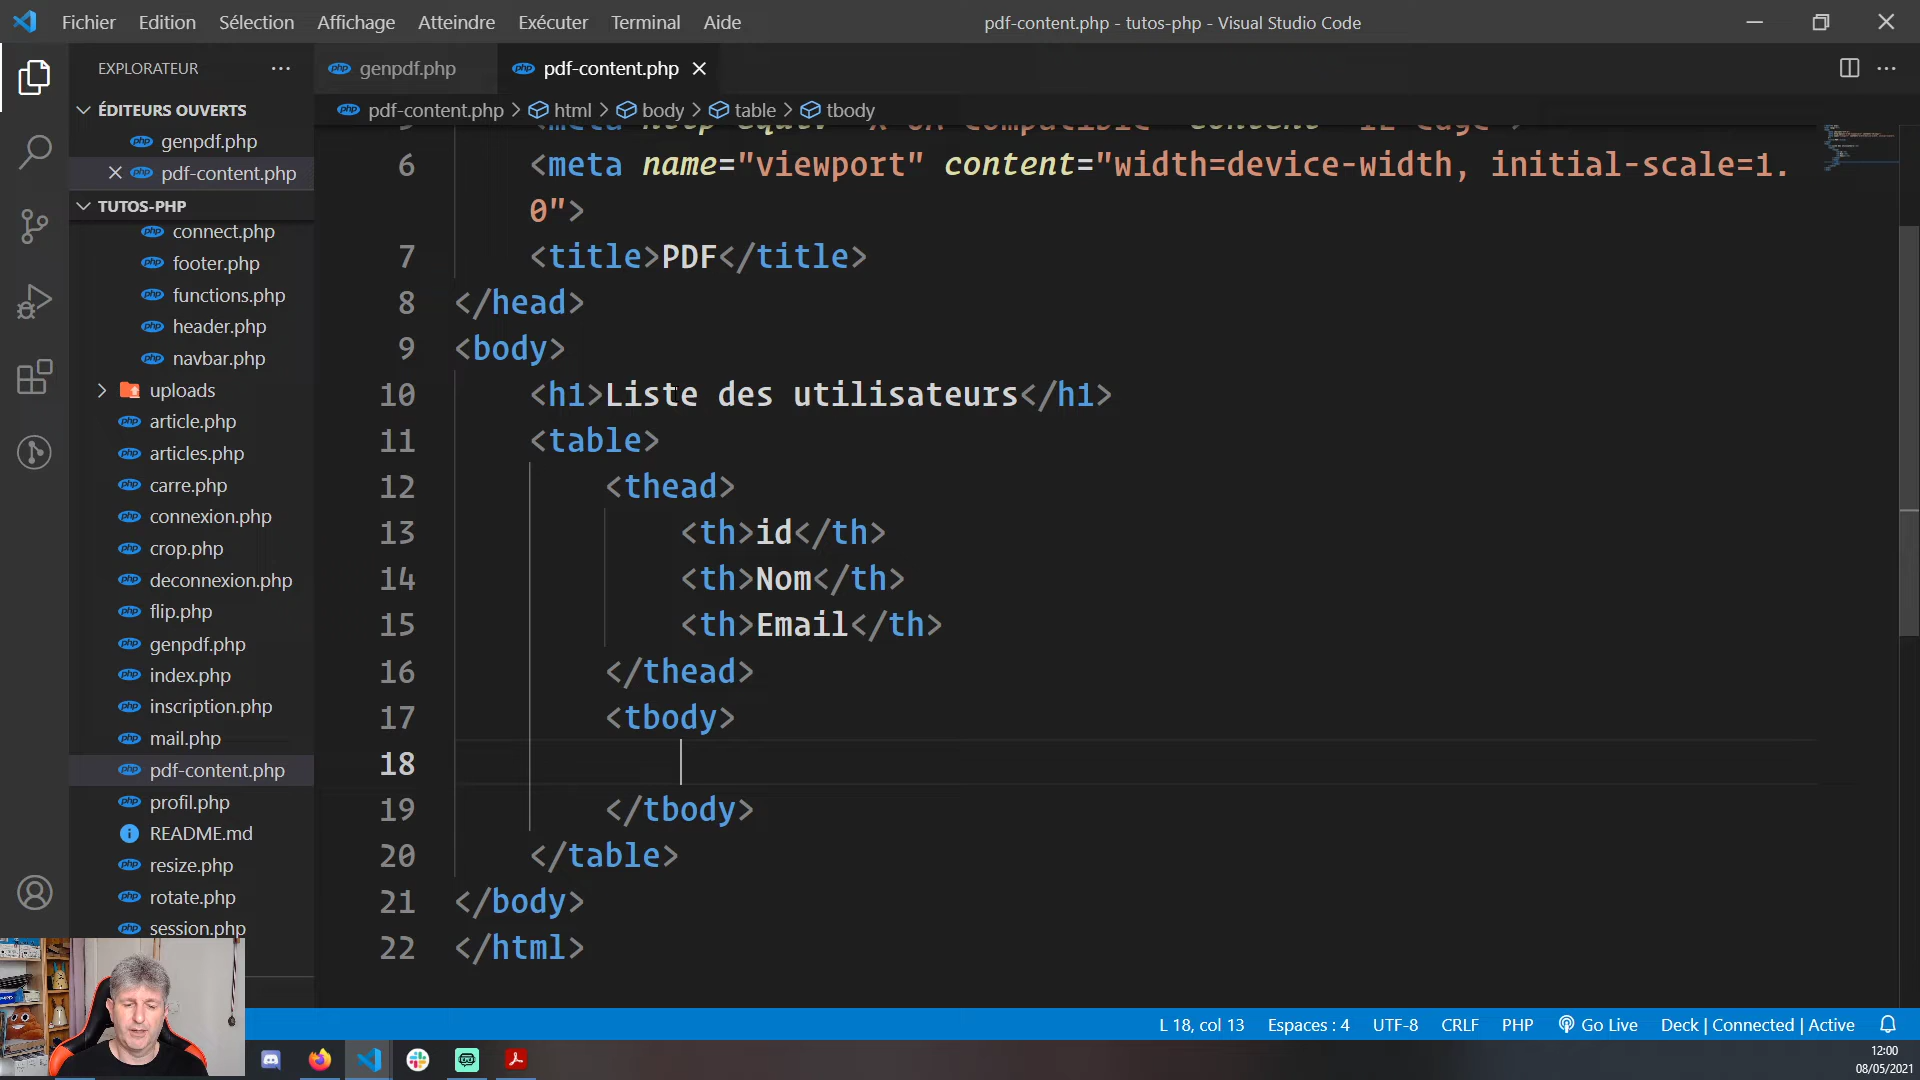 Fichier Edition Sélection Affichage Atteindre Exécuter Terminal Aide
pdf-content.php - tutos-php - Visual Studio Code
EXPLORATEUR
ÉDITEURS OUVERTS
genpdf.php
pdf-content.php
TUTOS-PHP
connect.php
footer.php
functions.php
header.php
navbar.php
uploads
article.php
articles.php
carre.php
connexion.php
crop.php
deconnexion.php
flip.php
genpdf.php
index.php
inscription.php
mail.php
pdf-content.php
profil.php
README.md
resize.php
rotate.php
session.php
genpdf.php
pdf-content.php
pdf-content.php > html > body > table > tbody
6 <meta name="viewport" content="width=device-width, initial-scale=1.
0">
7 <title>PDF</title>
8 </head>
9 <body>
10 <h1>Liste des utilisateurs</h1>
11 <table>
12 <thead>
13 <th>id</th>
14 <th>Nom</th>
15 <th>Email</th>
16 </thead>
17 <tbody>
18
19 </tbody>
20 </table>
21 </body>
22 </html>
L 18, col 13 Espaces : 4 UTF-8 CRLF PHP Go Live Deck | Connected | Active
12:00
08/05/2021